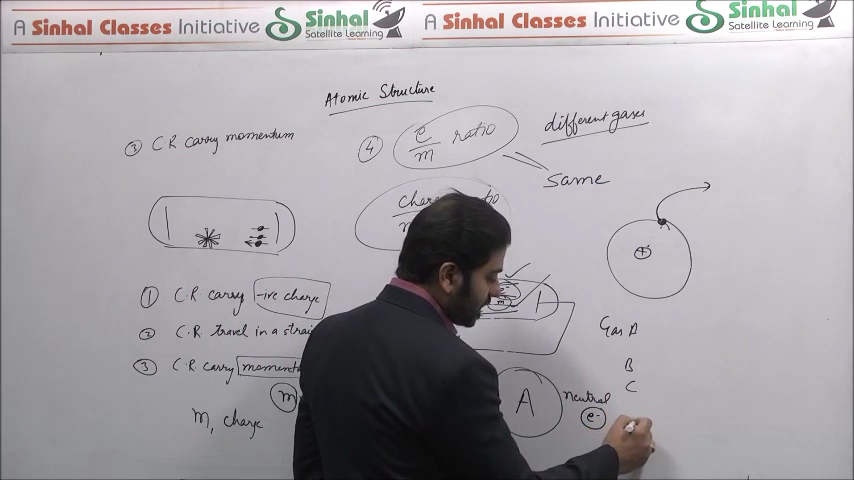 A Sinhal Classes Initiative Sinhal Satellite Learning A Sinhal Classes Initiative Sinhal Satellite Learning
Atomic Structure
③ C.R carry momentum
④ e/m ratio
different gases
same
+
① C.R carry -ive charge
② C.R. travel in a
③ C.R carry
m
m, charge
m
A
neutral
e-
Gas A
B
C